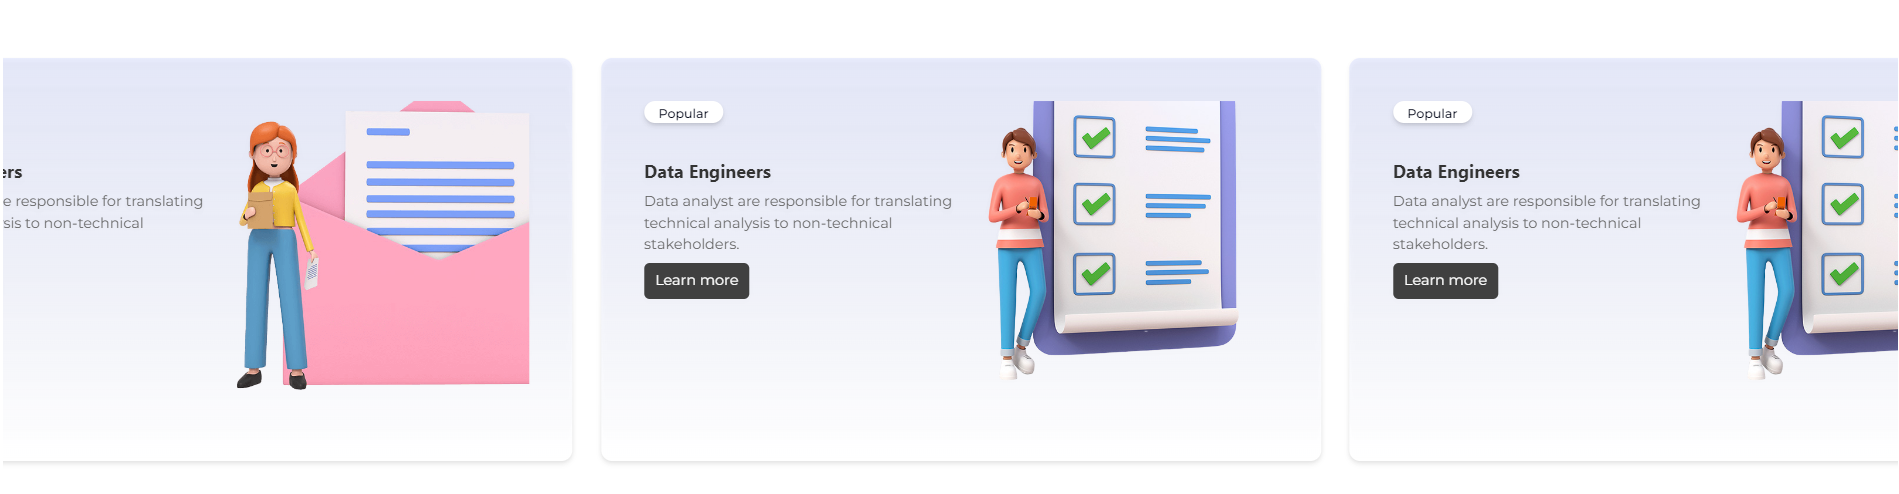 ers
e responsible for translating
sis to non-technical
Popular
Data Engineers
Data analyst are responsible for translating
technical analysis to non-technical
stakeholders.
Learn more
Popular
Data Engineers
Data analyst are responsible for translating
technical analysis to non-technical
stakeholders.
Learn more